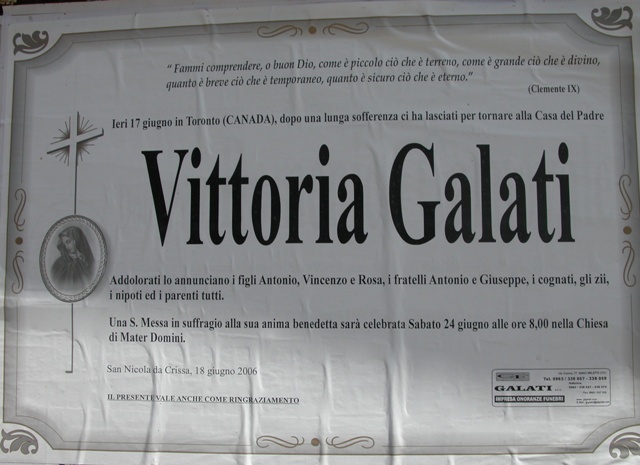 “ Fammi comprendere, o buon Dio, come è piccolo ciò che è terreno, come è grande ciò che è divino,
quanto è breve ciò che è temporaneo, quanto è sicuro ciò che è eterno.”
(Clemente IX)
Ieri 17 giugno in Toronto (CANADA), dopo una lunga sofferenza ci ha lasciati per tornare alla Casa del Padre
Vittoria Galati
Addolorati lo annunciano i figli Antonio, Vincenzo e Rosa, i fratelli Antonio e Giuseppe, i cognati, gli zii,
i nipoti ed i parenti tutti.
Una S. Messa in suffragio alla sua anima benedetta sarà celebrata Sabato 24 giugno alle ore 8,00 nella Chiesa
di Mater Domini.
San Nicola da Crissa, 18 giugno 2006
IL PRESENTE VALE ANCHE COME RINGRAZIAMENTO
GALATI
IMPRESA ONORANZE FUNEBRI